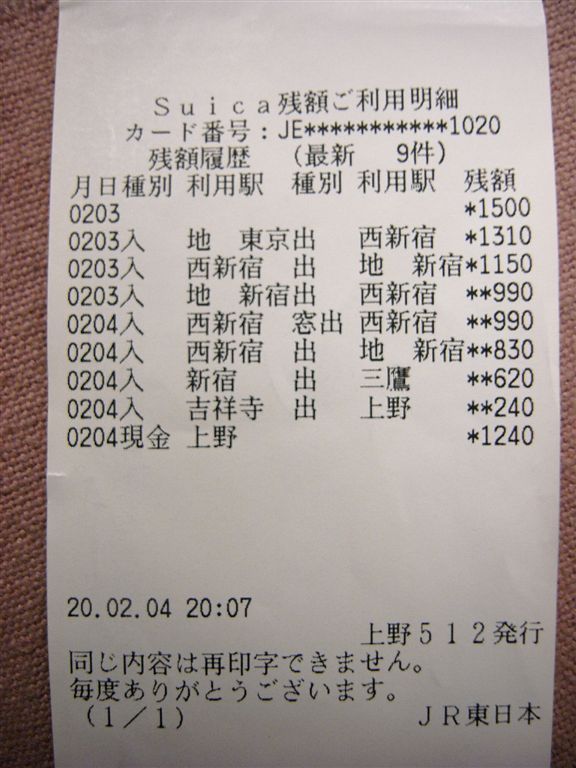 Ｓｕｉｃａ残額ご利用明細
カード番号：JE***********1020
残額履歴　（最新　　9件）
月日種別 利用駅　種別 利用駅　残額
0203　*1500
0203入　地　東京出　西新宿　*1310
0203入　西新宿　出　地　新宿*1150
0203入　地　新宿出　西新宿　**990
0204入　西新宿　窓出 西新宿　**990
0204入　西新宿　出　地　新宿**830
0204入　新宿　出　三鷹　**620
0204入　吉祥寺　出　上野　**240
0204現金 上野　*1240
20.02.04 20:07
上野５１２発行
同じ内容は再印字できません。
毎度ありがとうございます。
（１／１）　ＪＲ東日本